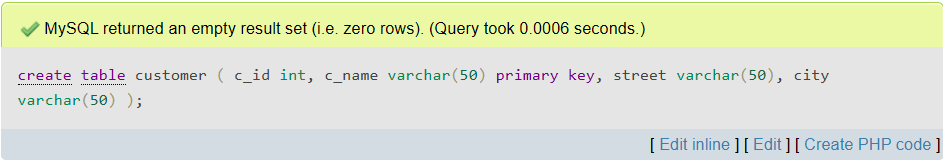 MySQL returned an empty result set (i.e. zero rows). (Query took 0.0006 seconds.)
create table customer ( c_id int, c_name varchar(50) primary key, street varchar(50), city
varchar(50) );
[ Edit inline ] [ Edit ] [ Create PHP code ]